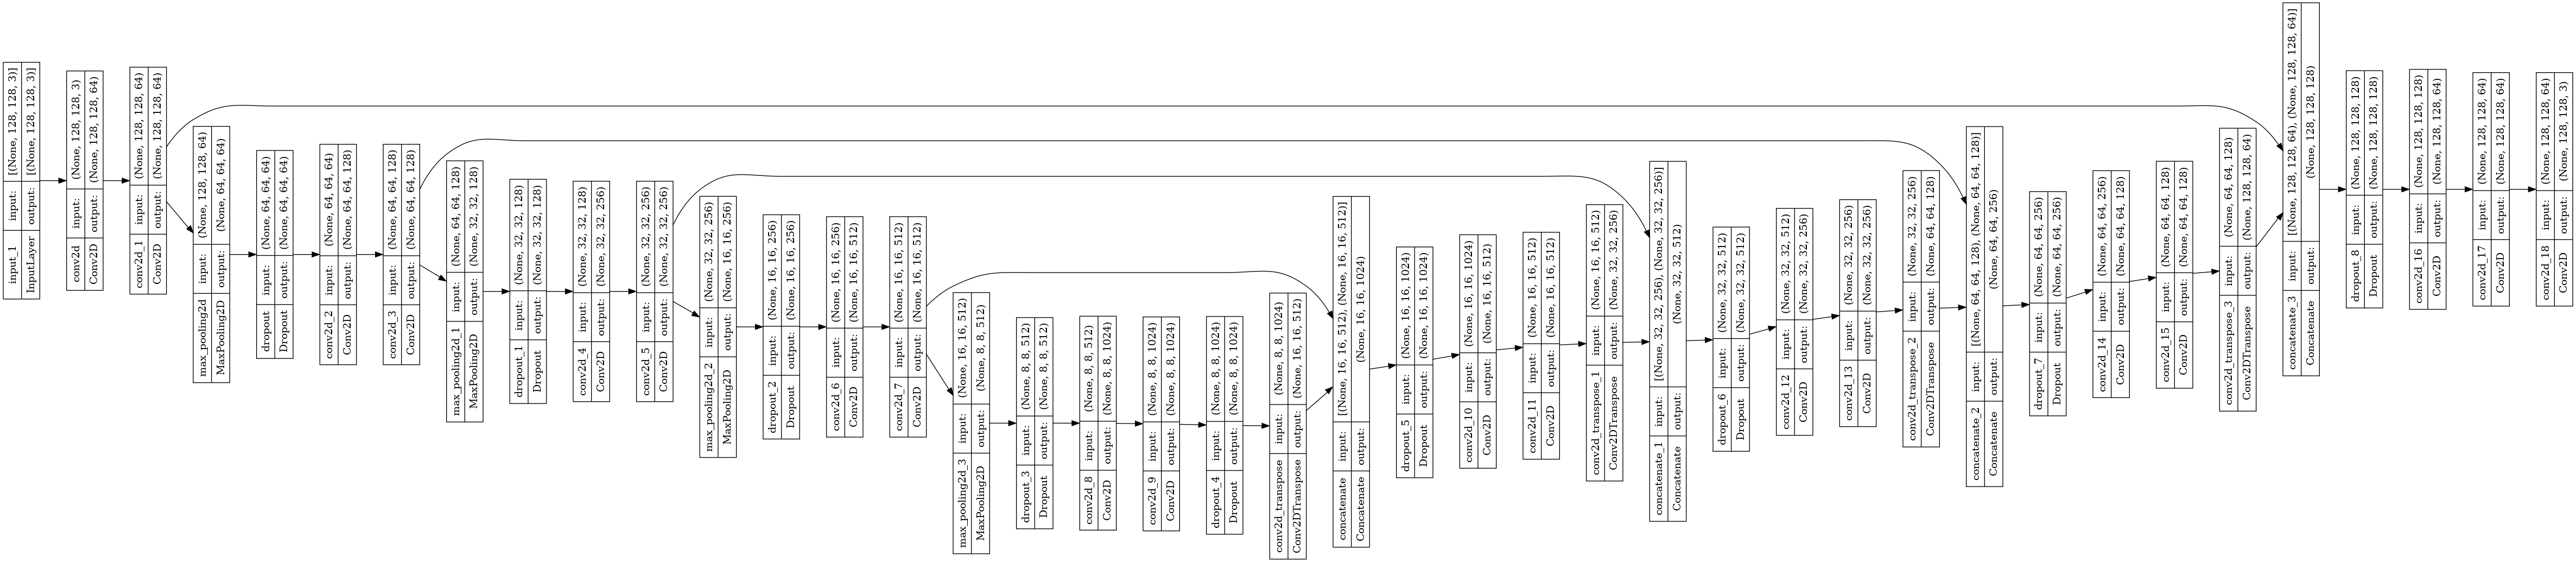 input_1 input: [(None, 128, 128, 3)]
InputLayer output: [(None, 128, 128, 3)]
conv2d input: (None, 128, 128, 3)
Conv2D output: (None, 128, 128, 64)
conv2d_1 input: (None, 128, 128, 64)
Conv2D output: (None, 128, 128, 64)
max_pooling2d input: (None, 128, 128, 64)
MaxPooling2D output: (None, 64, 64, 64)
dropout input: (None, 64, 64, 64)
Dropout output: (None, 64, 64, 64)
conv2d_2 input: (None, 64, 64, 64)
Conv2D output: (None, 64, 64, 128)
conv2d_3 input: (None, 64, 64, 128)
Conv2D output: (None, 64, 64, 128)
max_pooling2d_1 input: (None, 64, 64, 128)
MaxPooling2D output: (None, 32, 32, 128)
dropout_1 input: (None, 32, 32, 128)
Dropout output: (None, 32, 32, 128)
conv2d_4 input: (None, 32, 32, 128)
Conv2D output: (None, 32, 32, 256)
conv2d_5 input: (None, 32, 32, 256)
Conv2D output: (None, 32, 32, 256)
max_pooling2d_2 input: (None, 32, 32, 256)
MaxPooling2D output: (None, 16, 16, 256)
dropout_2 input: (None, 16, 16, 256)
Dropout output: (None, 16, 16, 256)
conv2d_6 input: (None, 16, 16, 256)
Conv2D output: (None, 16, 16, 512)
conv2d_7 input: (None, 16, 16, 512)
Conv2D output: (None, 16, 16, 512)
max_pooling2d_3 input: (None, 16, 16, 512)
MaxPooling2D output: (None, 8, 8, 512)
dropout_3 input: (None, 8, 8, 512)
Dropout output: (None, 8, 8, 512)
conv2d_8 input: (None, 8, 8, 512)
Conv2D output: (None, 8, 8, 1024)
conv2d_9 input: (None, 8, 8, 1024)
Conv2D output: (None, 8, 8, 1024)
dropout_4 input: (None, 8, 8, 1024)
Dropout output: (None, 8, 8, 1024)
conv2d_transpose input: (None, 8, 8, 1024)
Conv2DTranspose output: (None, 16, 16, 512)
concatenate input: [(None, 16, 16, 512), (None, 16, 16, 512)]
Concatenate output: (None, 16, 16, 1024)
dropout_5 input: (None, 16, 16, 1024)
Dropout output: (None, 16, 16, 1024)
conv2d_10 input: (None, 16, 16, 1024)
Conv2D output: (None, 16, 16, 512)
conv2d_11 input: (None, 16, 16, 512)
Conv2D output: (None, 16, 16, 512)
conv2d_transpose_1 input: (None, 16, 16, 512)
Conv2DTranspose output: (None, 32, 32, 256)
concatenate_1 input: [(None, 32, 32, 256), (None, 32, 32, 256)]
Concatenate output: (None, 32, 32, 512)
dropout_6 input: (None, 32, 32, 512)
Dropout output: (None, 32, 32, 512)
conv2d_12 input: (None, 32, 32, 512)
Conv2D output: (None, 32, 32, 256)
conv2d_13 input: (None, 32, 32, 256)
Conv2D output: (None, 32, 32, 256)
conv2d_transpose_2 input: (None, 32, 32, 256)
Conv2DTranspose output: (None, 64, 64, 128)
concatenate_2 input: [(None, 64, 64, 128), (None, 64, 64, 128)]
Concatenate output: (None, 64, 64, 256)
dropout_7 input: (None, 64, 64, 256)
Dropout output: (None, 64, 64, 256)
conv2d_14 input: (None, 64, 64, 256)
Conv2D output: (None, 64, 64, 128)
conv2d_15 input: (None, 64, 64, 128)
Conv2D output: (None, 64, 64, 128)
conv2d_transpose_3 input: (None, 64, 64, 128)
Conv2DTranspose output: (None, 128, 128, 64)
concatenate_3 input: [(None, 128, 128, 64), (None, 128, 128, 64)]
Concatenate output: (None, 128, 128, 128)
dropout_8 input: (None, 128, 128, 128)
Dropout output: (None, 128, 128, 128)
conv2d_16 input: (None, 128, 128, 128)
Conv2D output: (None, 128, 128, 64)
conv2d_17 input: (None, 128, 128, 64)
Conv2D output: (None, 128, 128, 64)
conv2d_18 input: (None, 128, 128, 64)
Conv2D output: (None, 128, 128, 3)